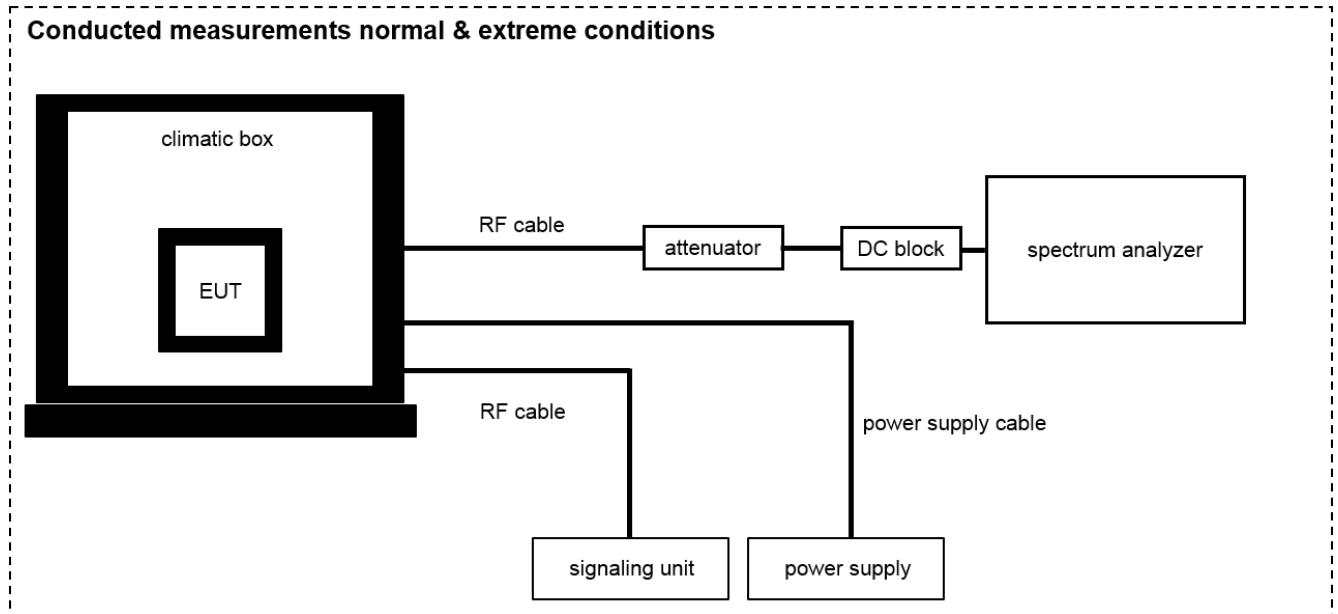 Conducted measurements normal & extreme conditions
climatic box
EUT
RF cable
attenuator
DC block
spectrum analyzer
RF cable
power supply cable
signaling unit
power supply